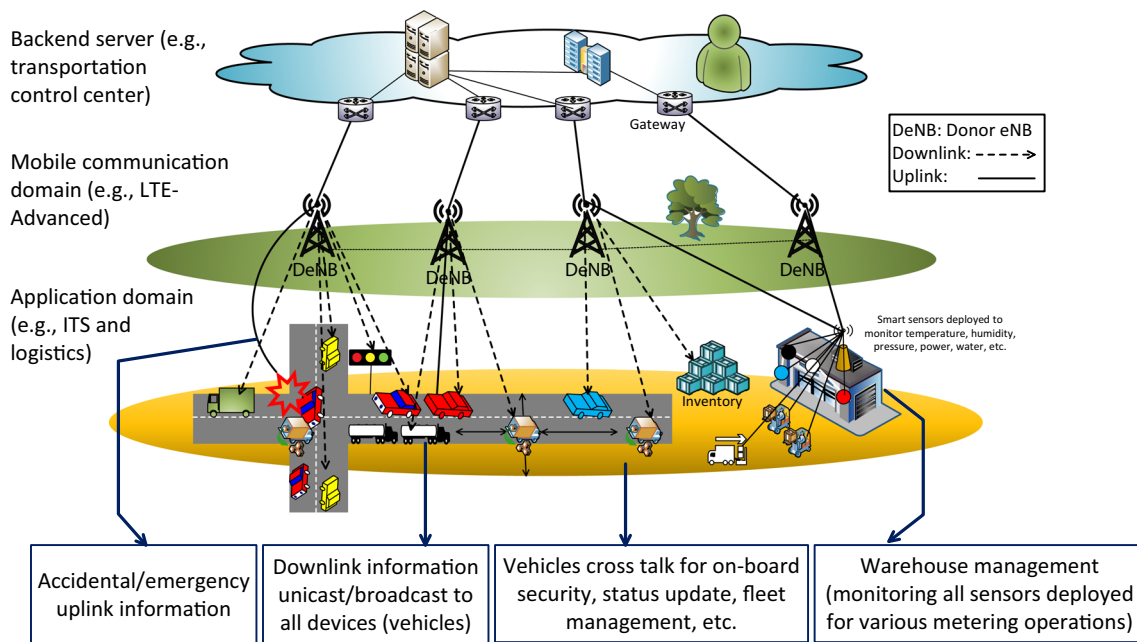 Backend server (e.g.,
transportation
control center)
Gateway
DeNB: Donor eNB
Downlink:
Uplink:
Mobile communication
domain (e.g., LTE-
Advanced)
DeNB
DeNB
DeNB
DeNB
Application domain
(e.g., ITS and
logistics)
Smart sensors deployed to
monitor temperature, humidity,
pressure, power, water, etc.
Inventory
Accidental/emergency
uplink information
Downlink information
unicast/broadcast to
all devices (vehicles)
Vehicles cross talk for on-board
security, status update, fleet
management, etc.
Warehouse management
(monitoring all sensors deployed
for various metering operations)